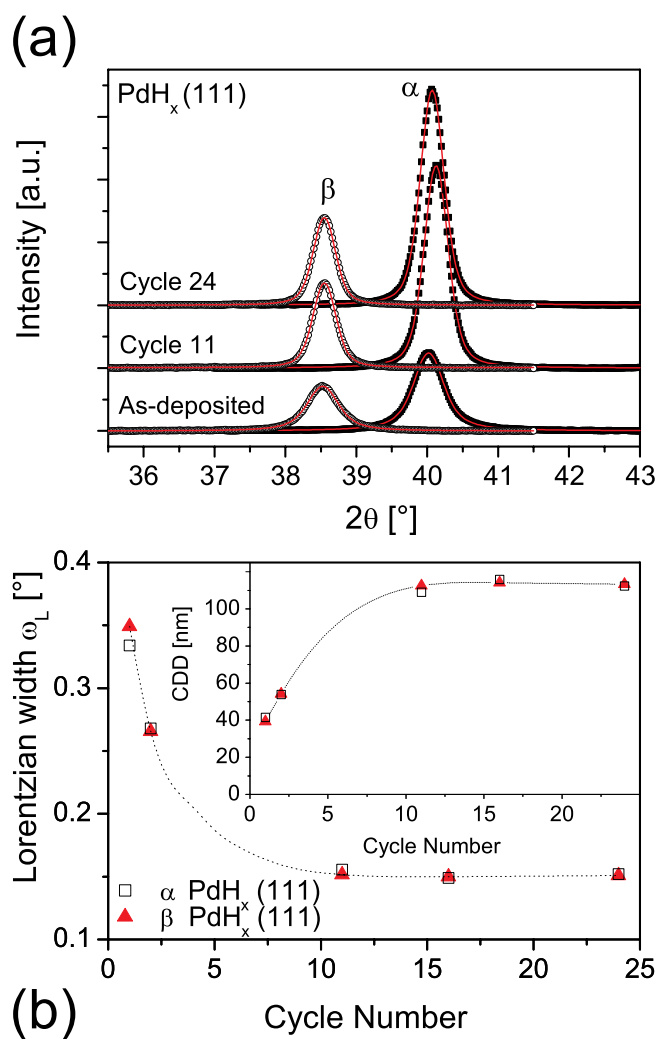 (a)
PdHₓ (111)
α
β
Cycle 24
Cycle 11
As-deposited
Intensity [a.u.]
36 37 38 39 40 41 42 43
2θ [°]
0.4
0.3
0.2
0.1
Lorentzian width ω_L [°]
100
80
60
40
20
0
CDD [nm]
0 5 10 15 20
Cycle Number
α PdHₓ (111)
β PdHₓ (111)
0 5 10 15 20 25
Cycle Number
(b)